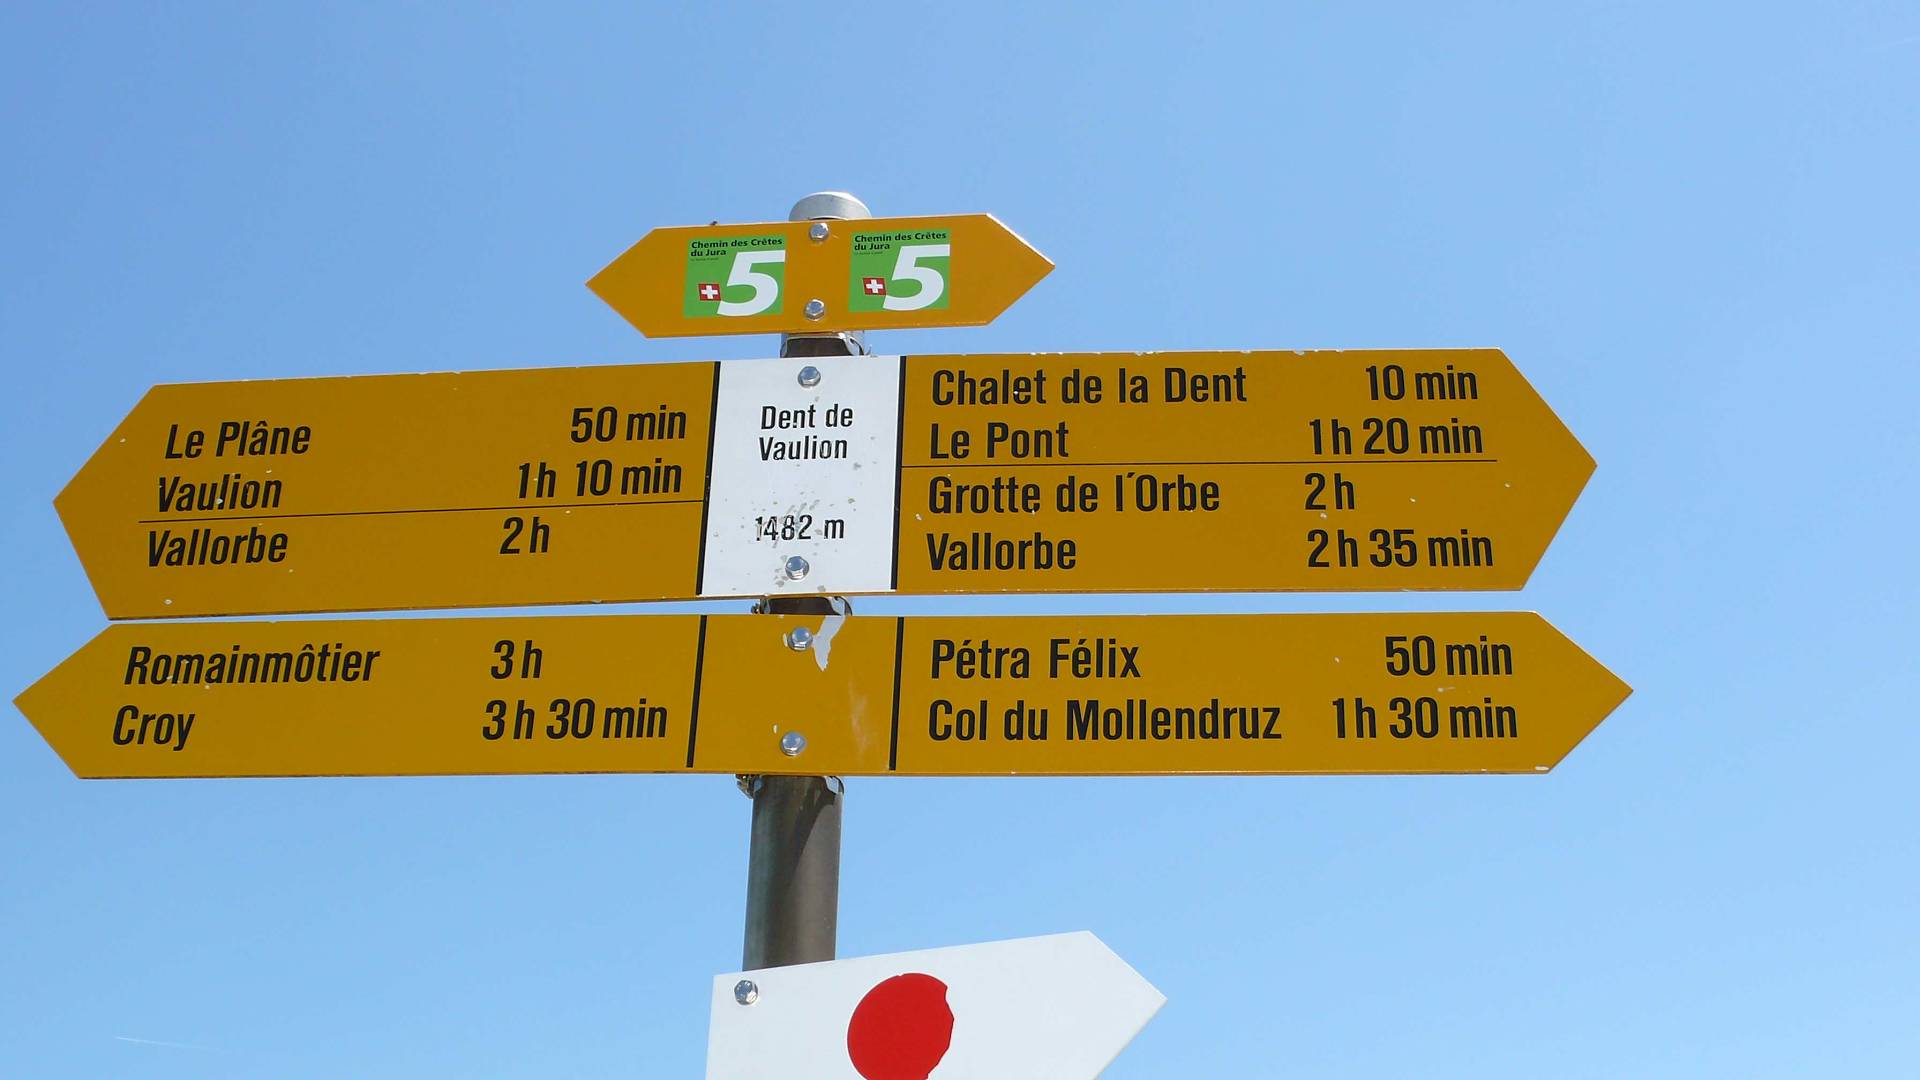 Chemin des Crêtes
du Jura
5
Chemin des Crêtes
du Jura
5
Le Plâne 50 min
Vaulion 1h 10 min
Vallorbe 2h
Dent de
Vaulion
1482 m
Chalet de la Dent 10 min
Le Pont 1h 20 min
Grotte de l´Orbe 2h
Vallorbe 2h 35 min
Romainmôtier 3h
Croy 3h 30 min
Pétra Félix 50 min
Col du Mollendruz 1h 30 min